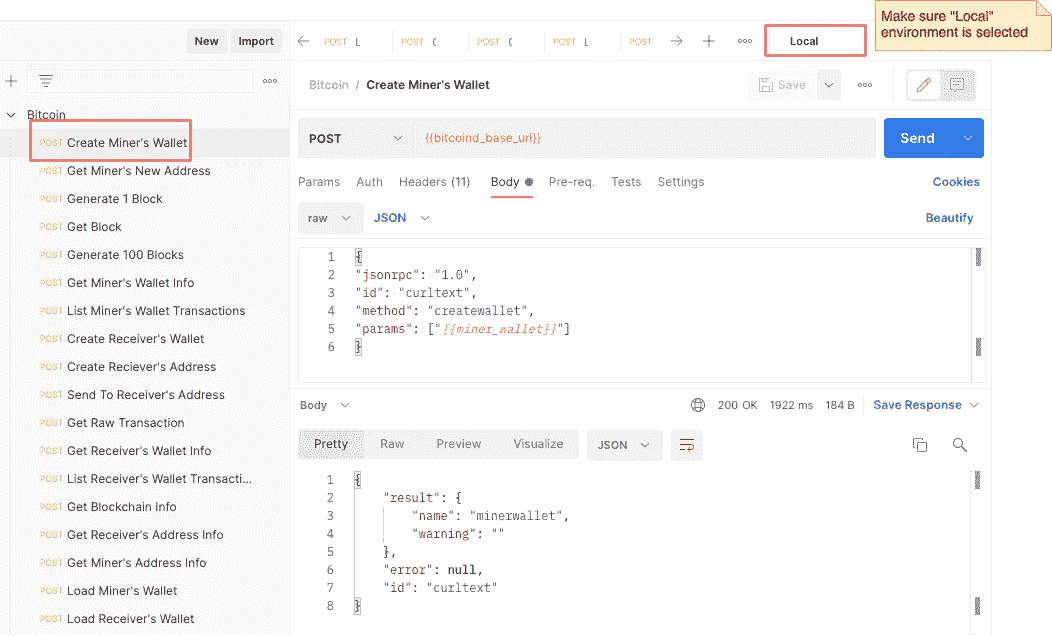 Make sure "Local"
environment is selected
New Import
POST L POST C POST C POST L POST
Local
Bitcoin / Create Miner's Wallet
Save
Bitcoin
POST Create Miner's Wallet
POST Get Miner's New Address
POST Generate 1 Block
POST Get Block
POST Generate 100 Blocks
POST Get Miner's Wallet Info
POST List Miner's Wallet Transactions
POST Create Receiver's Wallet
POST Create Reciever's Address
POST Send To Receiver's Address
POST Get Raw Transaction
POST Get Receiver's Wallet Info
POST List Receiver's Wallet Transacti...
POST Get Blockchain Info
POST Get Receiver's Address Info
POST Get Miner's Address Info
POST Load Miner's Wallet
POST Load Receiver's Wallet
POST {{bitcoind_base_url}} Send
Params Auth Headers (11) Body Pre-req. Tests Settings Cookies
raw JSON Beautify
1 {
2 "jsonrpc": "1.0",
3 "id": "curltext",
4 "method": "createwallet",
5 "params": ["{{miner_wallet}}"]
6 }
Body 200 OK 1922 ms 184 B Save Response
Pretty Raw Preview Visualize JSON
1 {
2 "result": {
3 "name": "minerwallet",
4 "warning": ""
5 },
6 "error": null,
7 "id": "curltext"
8 }